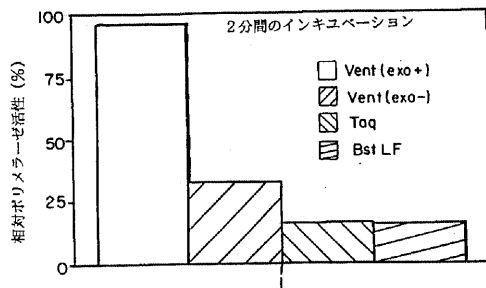 100
75
50
25
0
相対ポリメラーゼ活性 (%)
2分間のインキュベーション
Vent (exo+)
Vent (exo-)
Taq
Bst LF